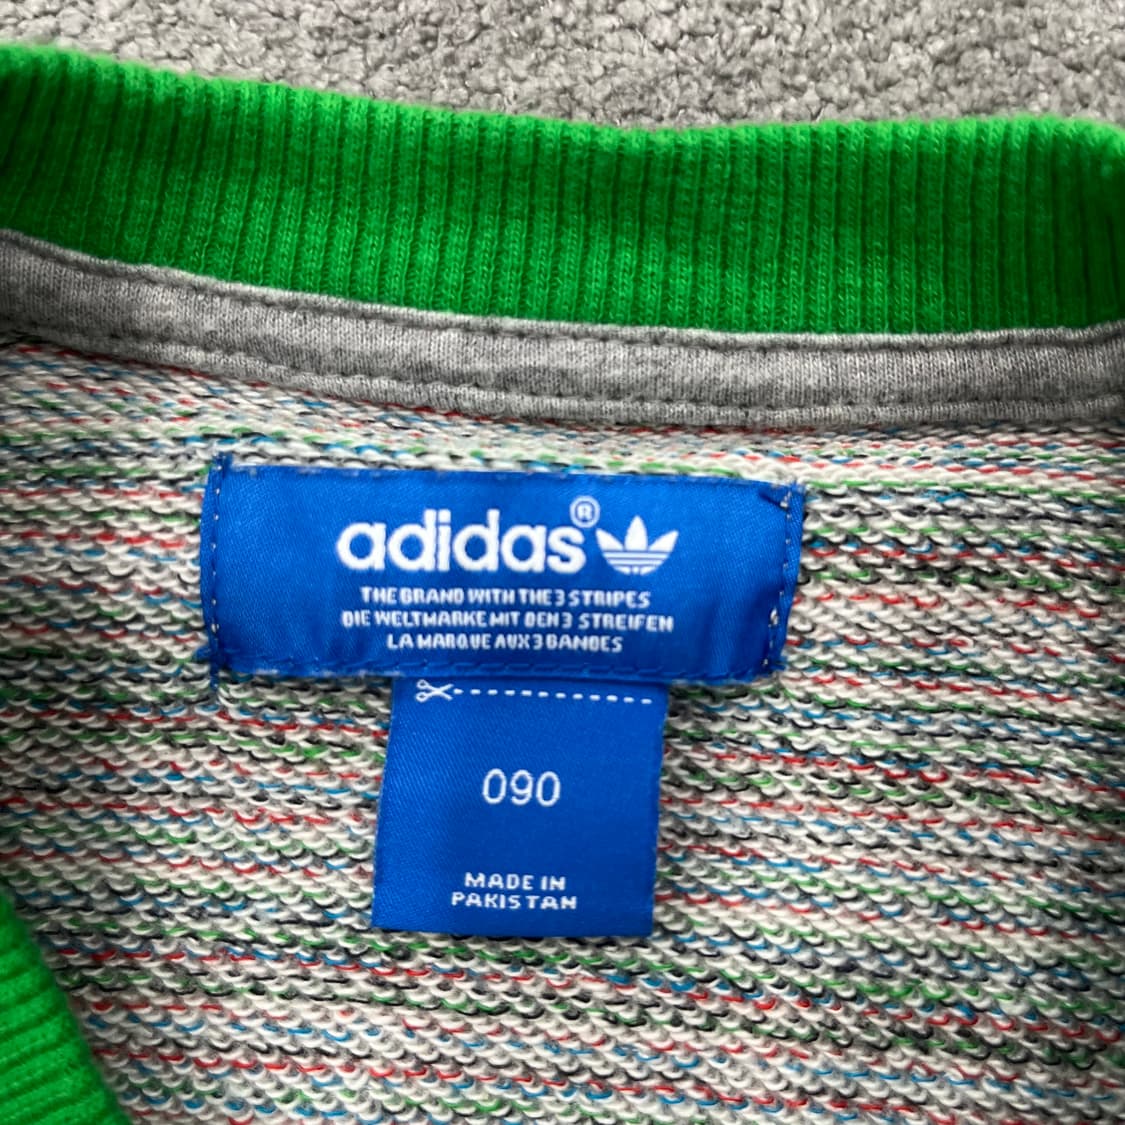 adidas®
THE BRAND WITH THE 3 STRIPES
DIE WELTMARKE MIT DEN 3 STREIFEN
LA MARQUE AUX 3 BANDES
090
MADE IN
PAKISTAN